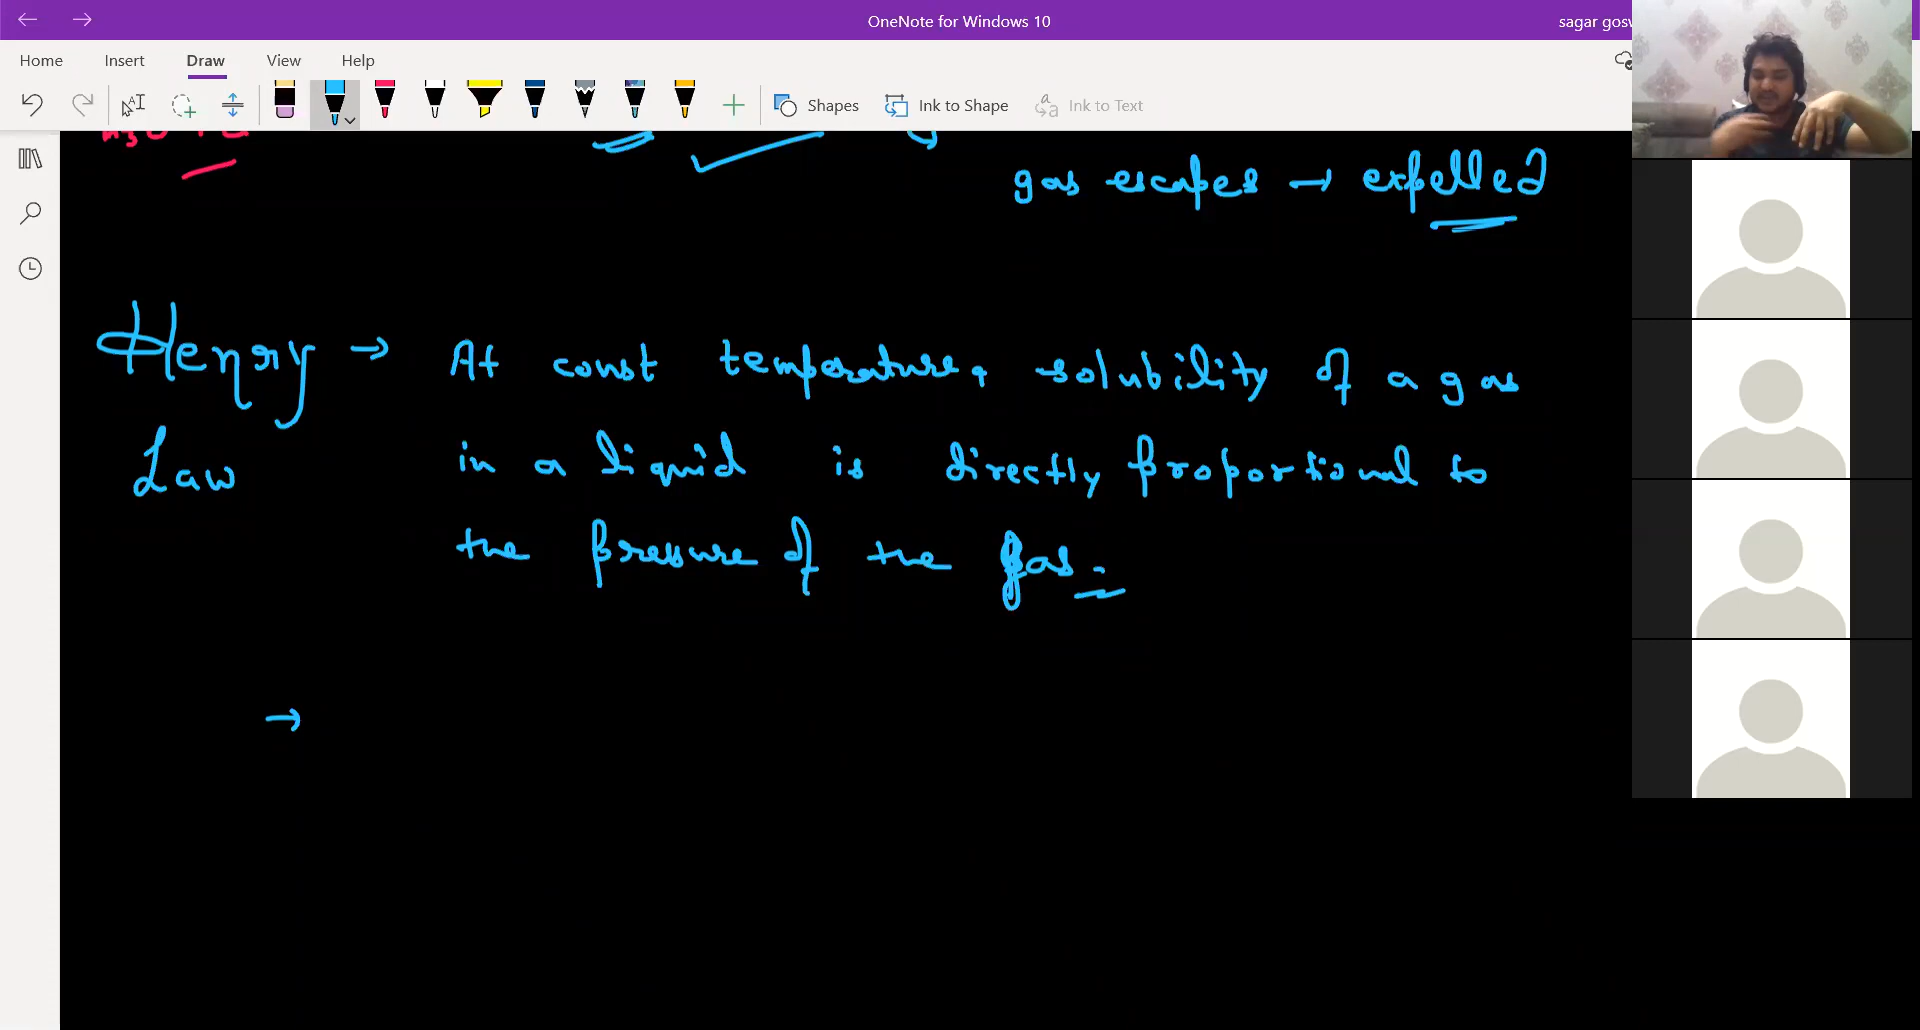 OneNote for Windows 10
sagar gosw
Home Insert Draw View Help
Shapes Ink to Shape Ink to Text
gas escapes → expelled
Henry → At const temperature, solubility of a gas
Law in a liquid is directly proportional to
the pressure of the gas.
→